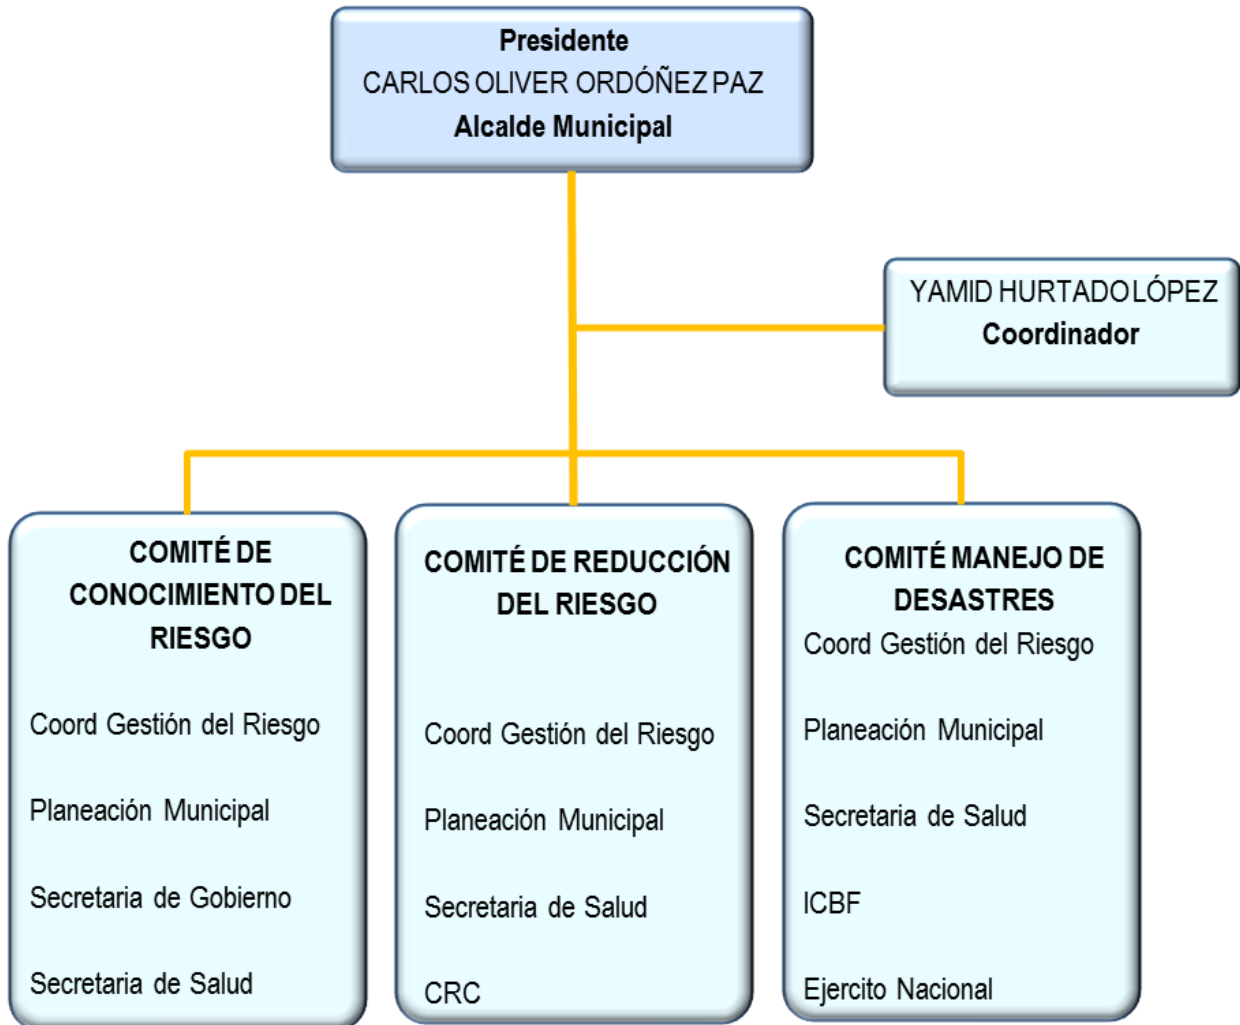 Presidente
CARLOS OLIVER ORDÓÑEZ PAZ
Alcalde Municipal
YAMID HURTADO LÓPEZ
Coordinador
COMITÉ DE
CONOCIMIENTO DEL
RIESGO
Coord Gestión del Riesgo
Planeación Municipal
Secretaria de Gobierno
Secretaria de Salud
COMITÉ DE REDUCCIÓN
DEL RIESGO
Coord Gestión del Riesgo
Planeación Municipal
Secretaria de Salud
CRC
COMITÉ MANEJO DE
DESASTRES
Coord Gestión del Riesgo
Planeación Municipal
Secretaria de Salud
ICBF
Ejercito Nacional